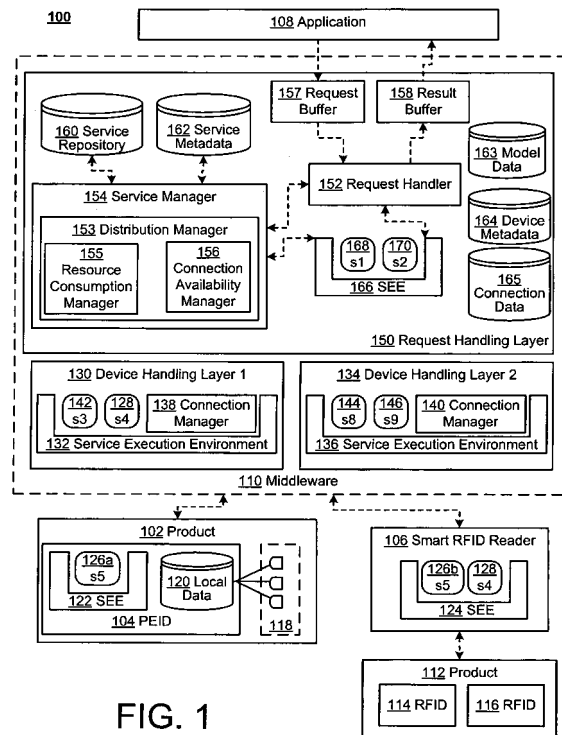 100
108 Application
157 Request
Buffer
158 Result
Buffer
160 Service
Repository
162 Service
Metadata
163 Model
Data
152 Request Handler
154 Service Manager
164 Device
Metadata
153 Distribution Manager
155
Resource
Consumption
Manager
156
Connection
Availability
Manager
168
s1
170
s2
166 SEE
165
Connection
Data
150 Request Handling Layer
130 Device Handling Layer 1
142
s3
128
s4
138 Connection
Manager
132 Service Execution Environment
134 Device Handling Layer 2
144
s8
146
s9
140 Connection
Manager
136 Service Execution Environment
110 Middleware
102 Product
126a
s5
122 SEE
120 Local
Data
104 PEID
118
106 Smart RFID Reader
126b
s5
128
s4
124 SEE
112 Product
114 RFID
116 RFID
FIG. 1